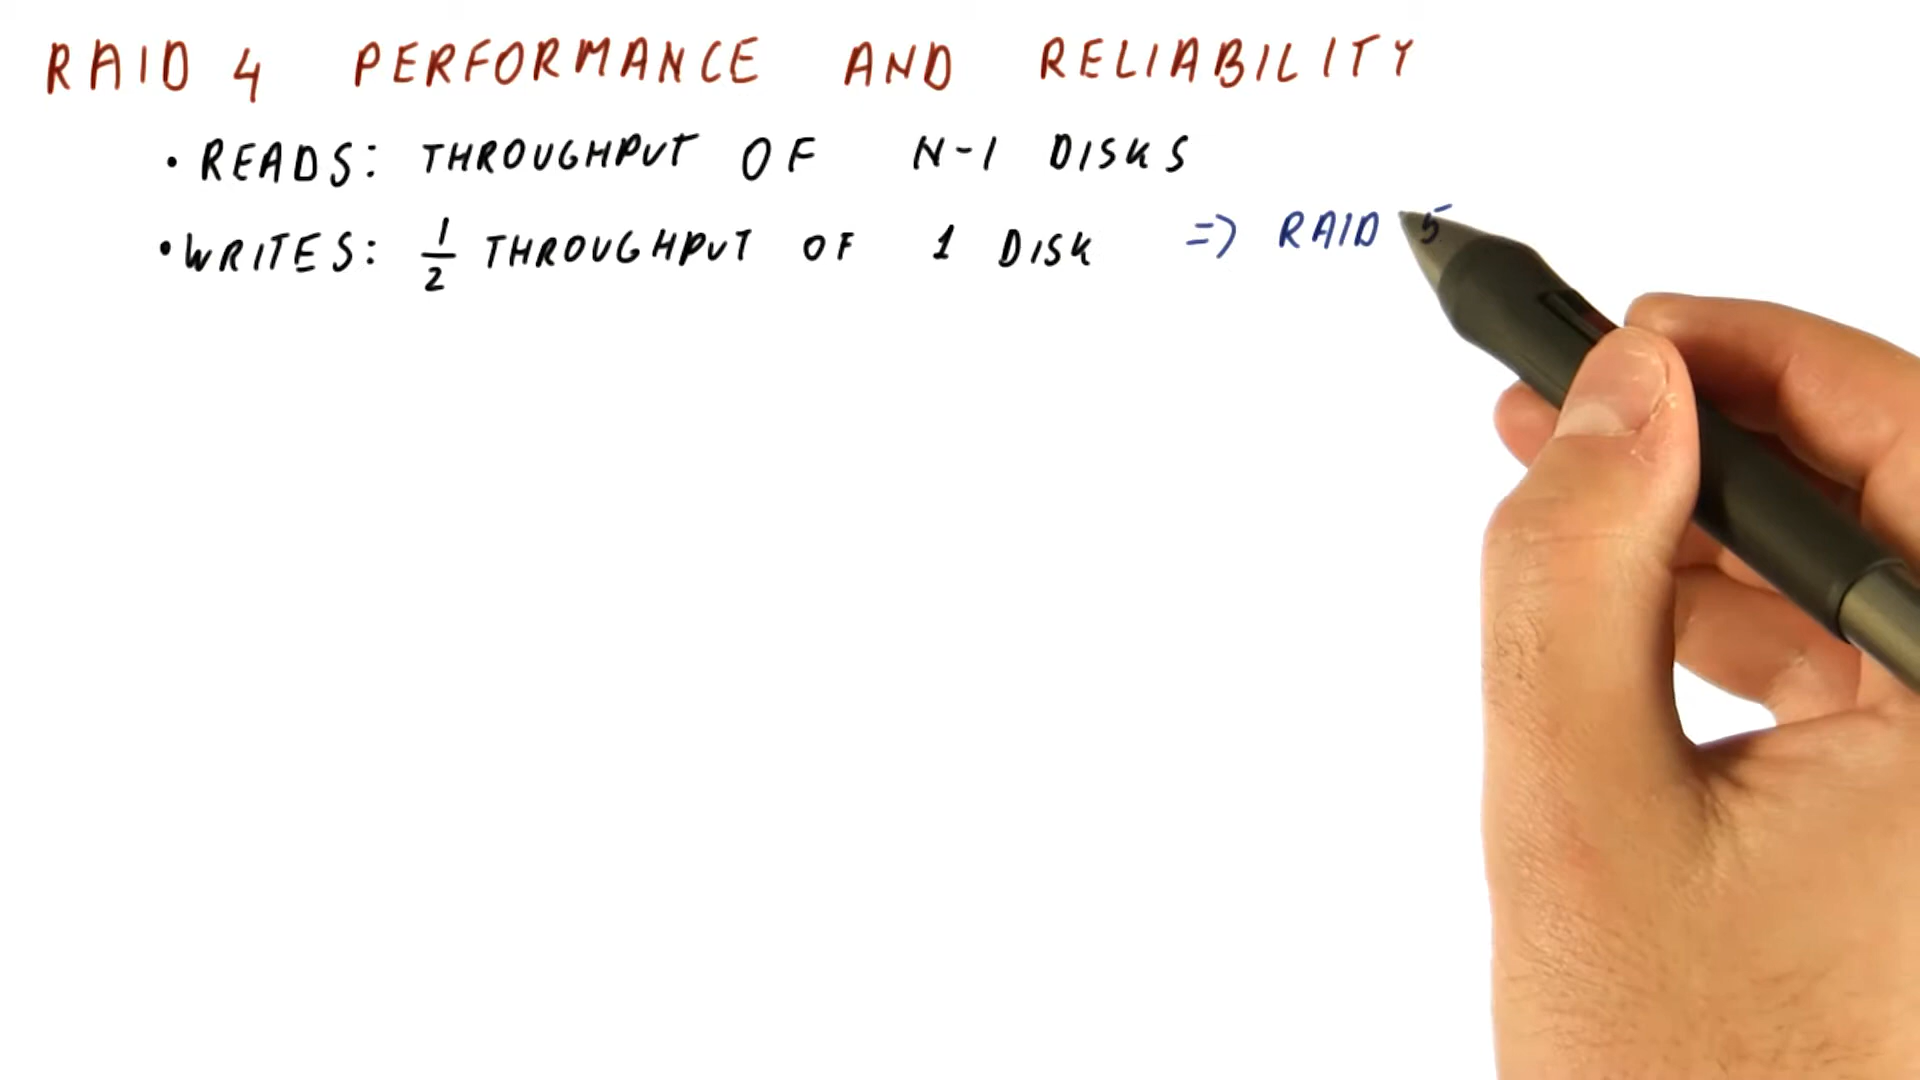 RAID 4 PERFORMANCE AND RELIABILITY
• READS: THROUGHPUT OF N-1 DISKS
• WRITES: 1/2 THROUGHPUT OF 1 DISK => RAID 5